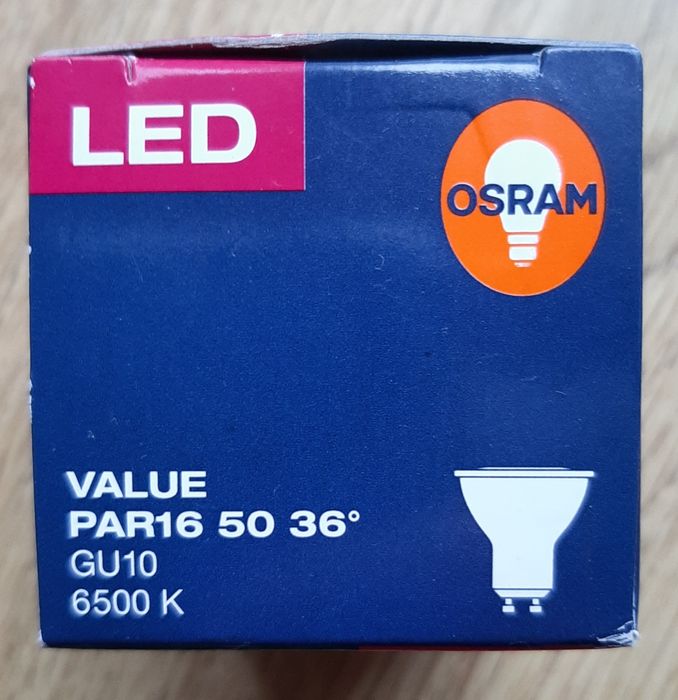 LED
OSRAM
VALUE
PAR16 50 36°
GU10
6500 K